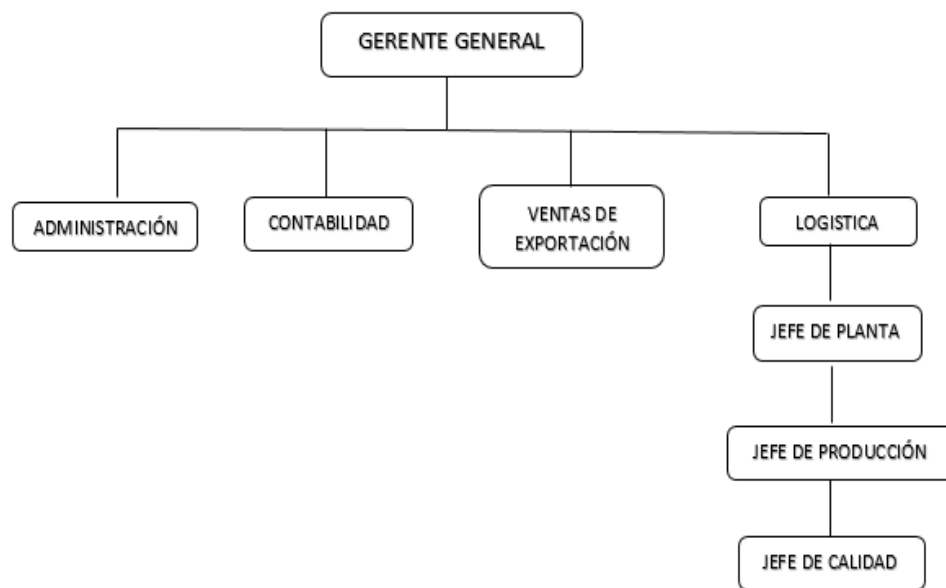 GERENTE GENERAL
ADMINISTRACIÓN
CONTABILIDAD
VENTAS DE
EXPORTACIÓN
LOGISTICA
JEFE DE PLANTA
JEFE DE PRODUCCIÓN
JEFE DE CALIDAD